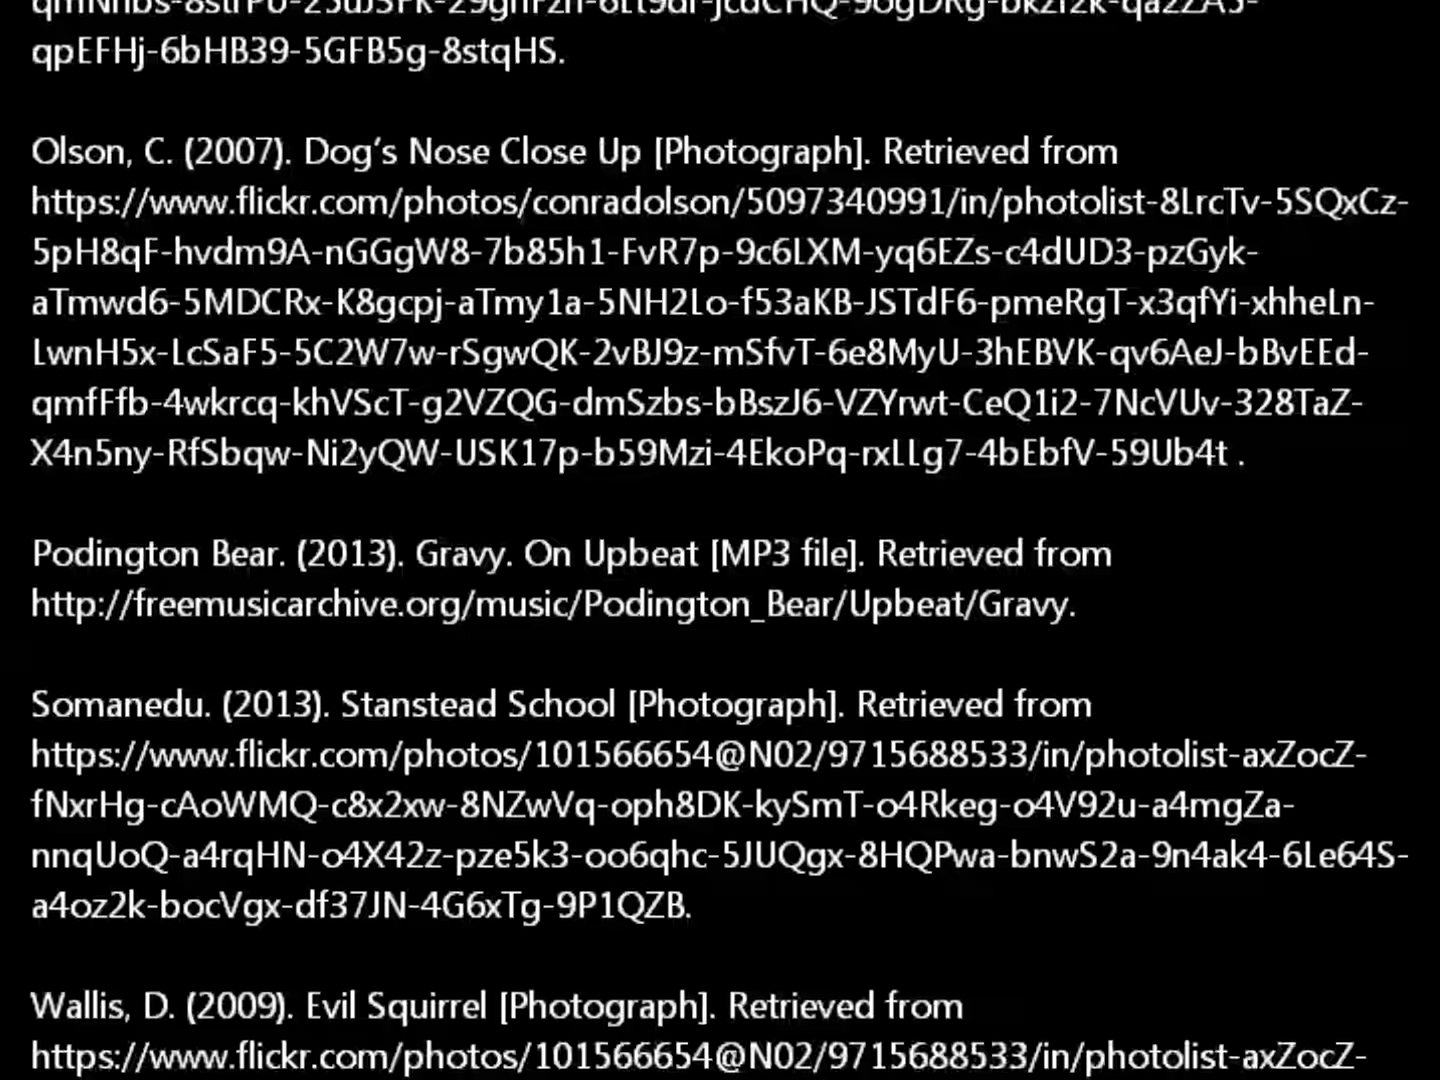 qpEFHj-6bHB39-5GFB5g-8stqHS.
Olson, C. (2007). Dog’s Nose Close Up [Photograph]. Retrieved from
https://www.flickr.com/photos/conradolson/5097340991/in/photolist-8LrcTv-5SQxCz-
5pH8qF-hvdm9A-nGGgW8-7b85h1-FvR7p-9c6LXM-yq6EZs-c4dUD3-pzGyk-
aTmwd6-5MDCRx-K8gcpj-aTmy1a-5NH2Lo-f53aKB-JSTdF6-pmeRgT-x3qfYi-xhheLn-
LwnH5x-LcSaF5-5C2W7w-rSgwQK-2vBJ9z-mSfvT-6e8MyU-3hEBVK-qv6AeJ-bBvEEd-
qmfFfb-4wkrcq-khVScT-g2VZQG-dmSzbs-bBszJ6-VZYrwt-CeQ1i2-7NcVUv-328TaZ-
X4n5ny-RfSbqw-Ni2yQW-USK17p-b59Mzi-4EkoPq-rxLLg7-4bEbfV-59Ub4t .
Podington Bear. (2013). Gravy. On Upbeat [MP3 file]. Retrieved from
http://freemusicarchive.org/music/Podington_Bear/Upbeat/Gravy.
Somanedu. (2013). Stanstead School [Photograph]. Retrieved from
https://www.flickr.com/photos/101566654@N02/9715688533/in/photolist-axZocZ-
fNxrHg-cAoWMQ-c8x2xw-8NZwVq-oph8DK-kySmT-o4Rkeg-o4V92u-a4mgZa-
nnqUoQ-a4rqHN-o4X42z-pze5k3-oo6qhc-5JUQgx-8HQPwa-bnwS2a-9n4ak4-6Le64S-
a4oz2k-bocVgx-df37JN-4G6xTg-9P1QZB.
Wallis, D. (2009). Evil Squirrel [Photograph]. Retrieved from
https://www.flickr.com/photos/101566654@N02/9715688533/in/photolist-axZocZ-